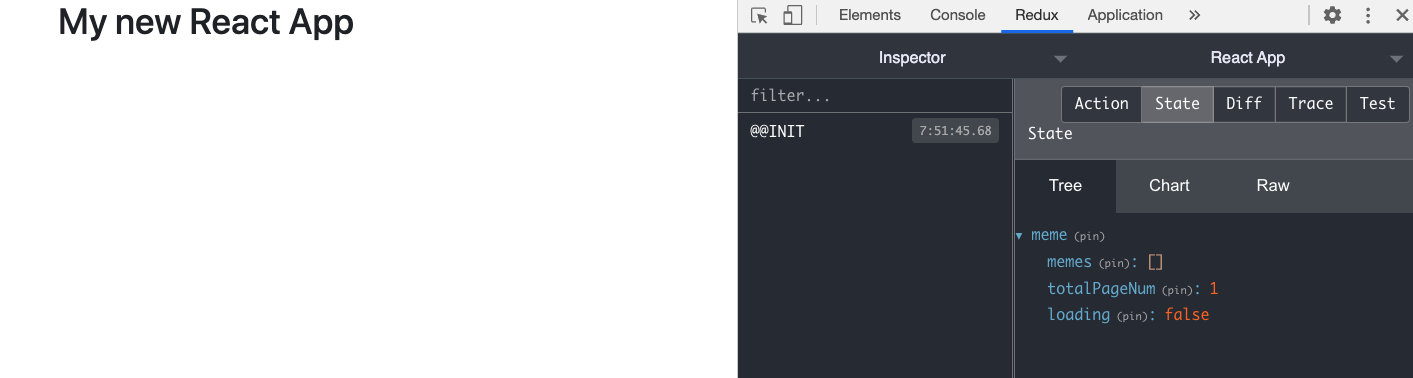 My new React App
Elements Console Redux Application »
Inspector React App
filter...
Action State Diff Trace Test
@@INIT 7:51:45.68
State
Tree Chart Raw
meme (pin)
memes (pin): []
totalPageNum (pin): 1
loading (pin): false